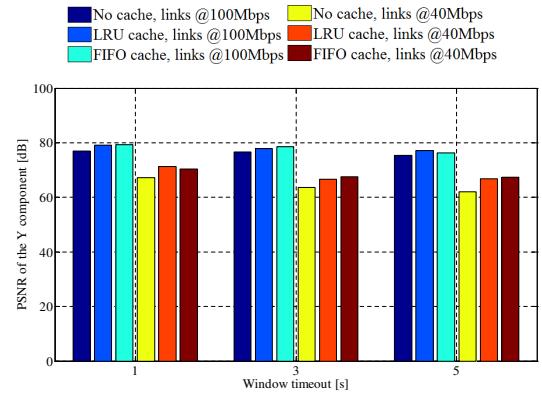 No cache, links @100Mbps No cache, links @40Mbps
LRU cache, links @100Mbps LRU cache, links @40Mbps
FIFO cache, links @100Mbps FIFO cache, links @40Mbps
PSNR of the Y component [dB]
100
80
60
40
20
0
1 3 5
Window timeout [s]